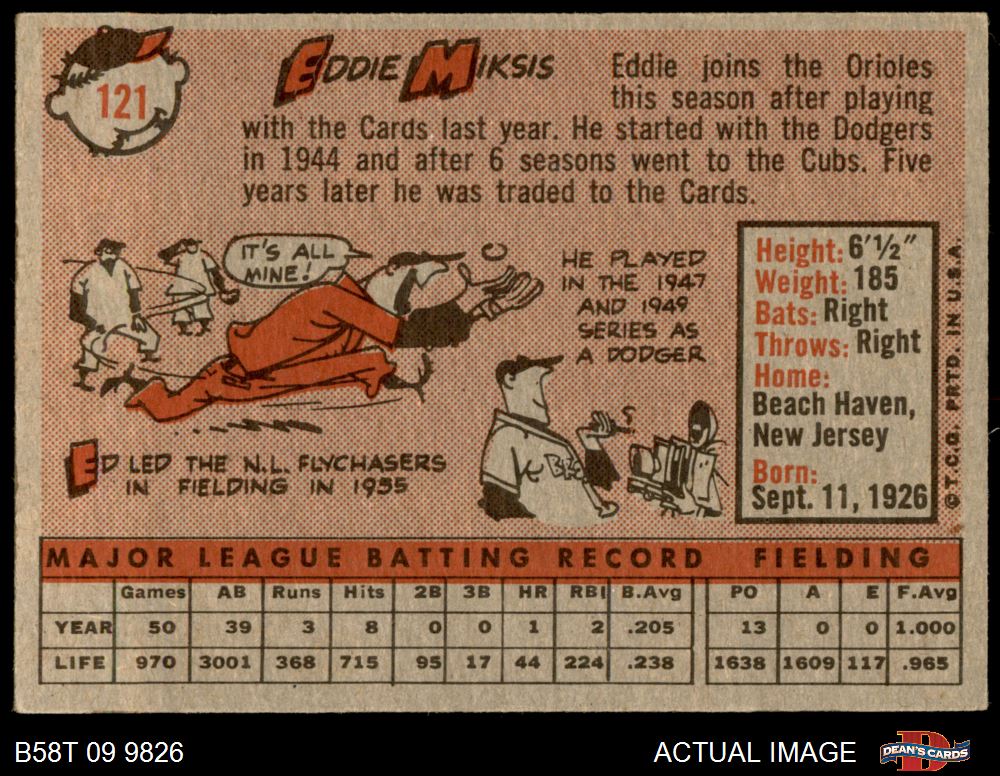 121
EDDIE MIKSIS
Eddie joins the Orioles
this season after playing
with the Cards last year. He started with the Dodgers
in 1944 and after 6 seasons went to the Cubs. Five
years later he was traded to the Cards.
IT'S ALL
MINE!
HE PLAYED
IN THE 1947
AND 1949
SERIES AS
A DODGER
ED LED THE N.L. FLYCHASERS
IN FIELDING IN 1955
Height: 6'½"
Weight: 185
Bats: Right
Throws: Right
Home:
Beach Haven,
New Jersey
Born:
Sept. 11, 1926
© T.C.G. PRTD. IN U.S.A.
MAJOR LEAGUE BATTING RECORD FIELDING
Games AB Runs Hits 2B 3B HR RBI B.Avg PO A E F.Avg
YEAR 50 39 3 8 0 0 1 2 .205 13 0 0 1.000
LIFE 970 3001 368 715 95 17 44 224 .238 1638 1609 117 .965
B58T 09 9826
ACTUAL IMAGE
DEAN'S CARDS